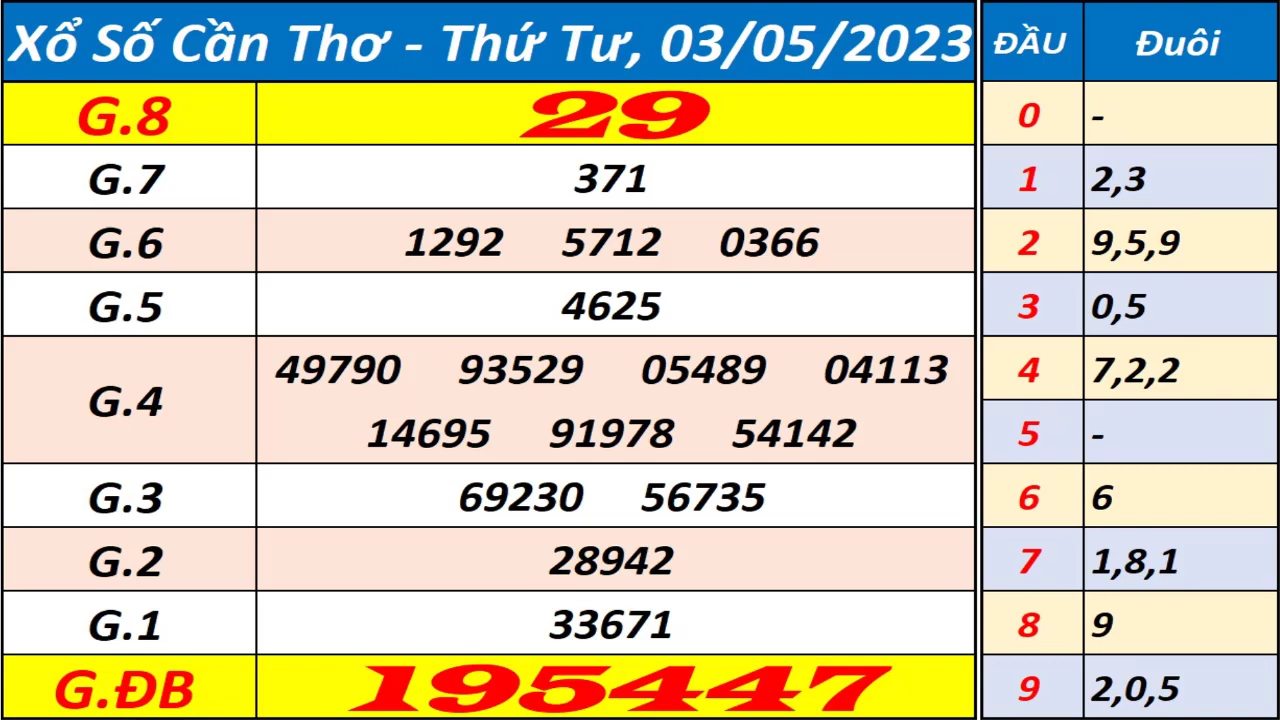 Xổ Số Cần Thơ - Thứ Tư, 03/05/2023 ĐẦU Đuôi
G.8 29 0 -
G.7 371 1 2,3
G.6 1292 5712 0366 2 9,5,9
G.5 4625 3 0,5
G.4 49790 93529 05489 04113 4 7,2,2
14695 91978 54142 5 -
G.3 69230 56735 6 6
G.2 28942 7 1,8,1
G.1 33671 8 9
G.ĐB 195447 9 2,0,5